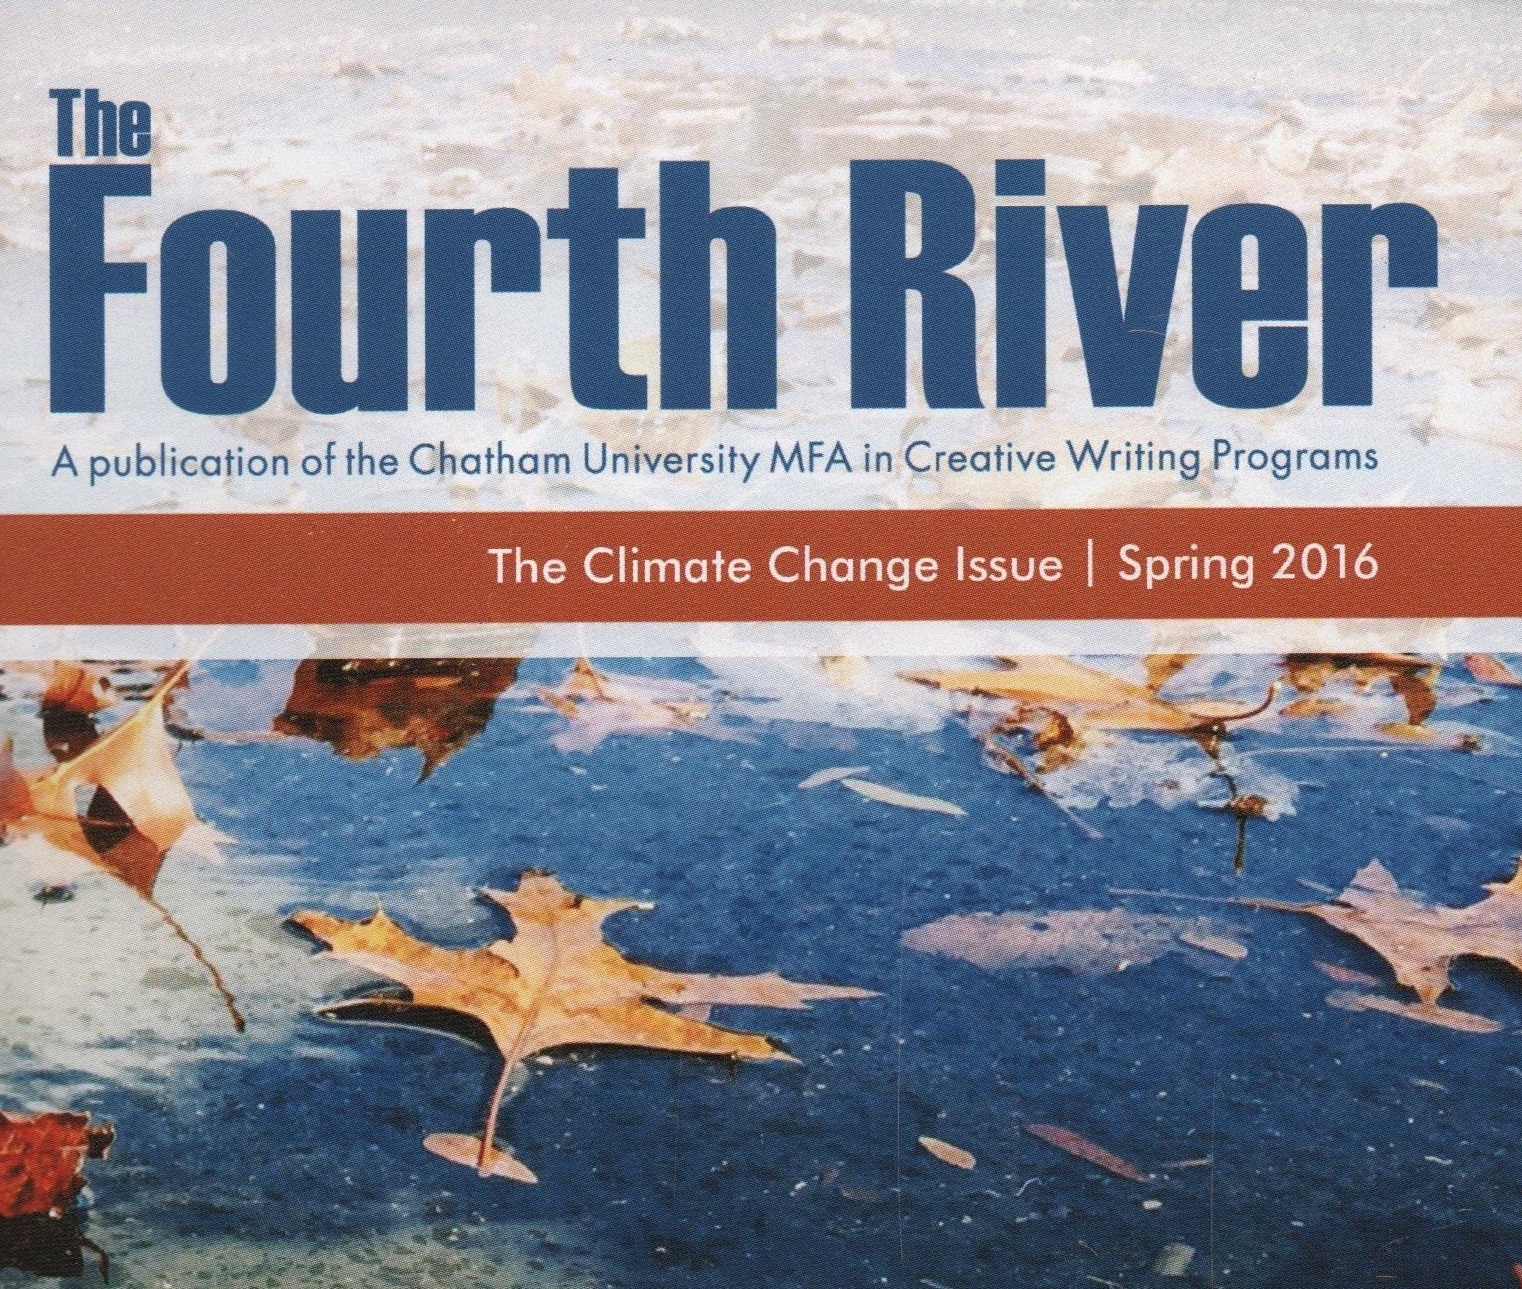 The
Fourth River
A publication of the Chatham University MFA in Creative Writing Programs
The Climate Change Issue | Spring 2016